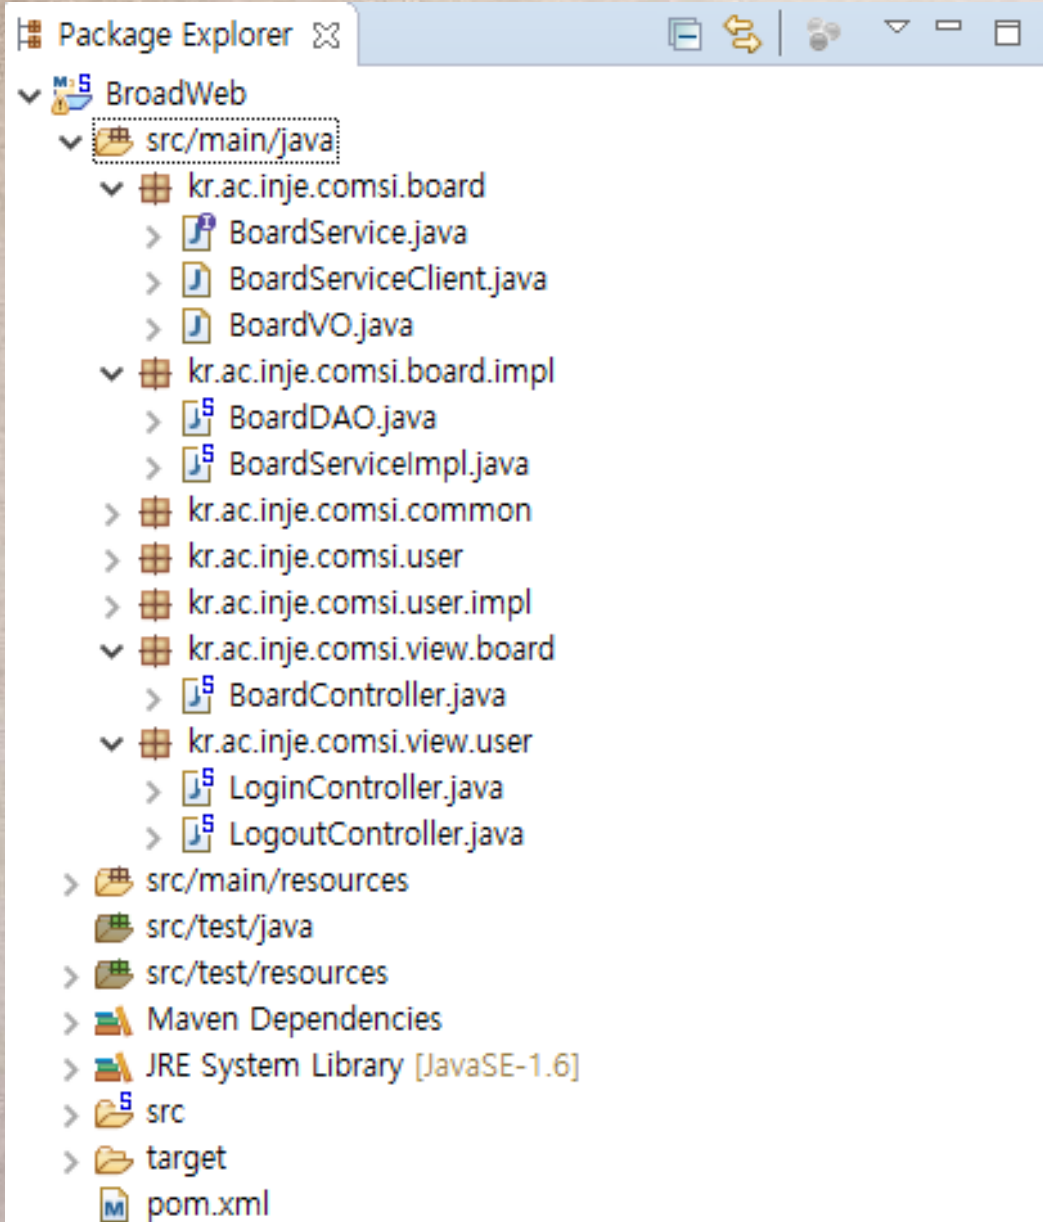 Package Explorer
BroadWeb
src/main/java
kr.ac.inje.comsi.board
BoardService.java
BoardServiceClient.java
BoardVO.java
kr.ac.inje.comsi.board.impl
BoardDAO.java
BoardServiceImpl.java
kr.ac.inje.comsi.common
kr.ac.inje.comsi.user
kr.ac.inje.comsi.user.impl
kr.ac.inje.comsi.view.board
BoardController.java
kr.ac.inje.comsi.view.user
LoginController.java
LogoutController.java
src/main/resources
src/test/java
src/test/resources
Maven Dependencies
JRE System Library [JavaSE-1.6]
src
target
pom.xml